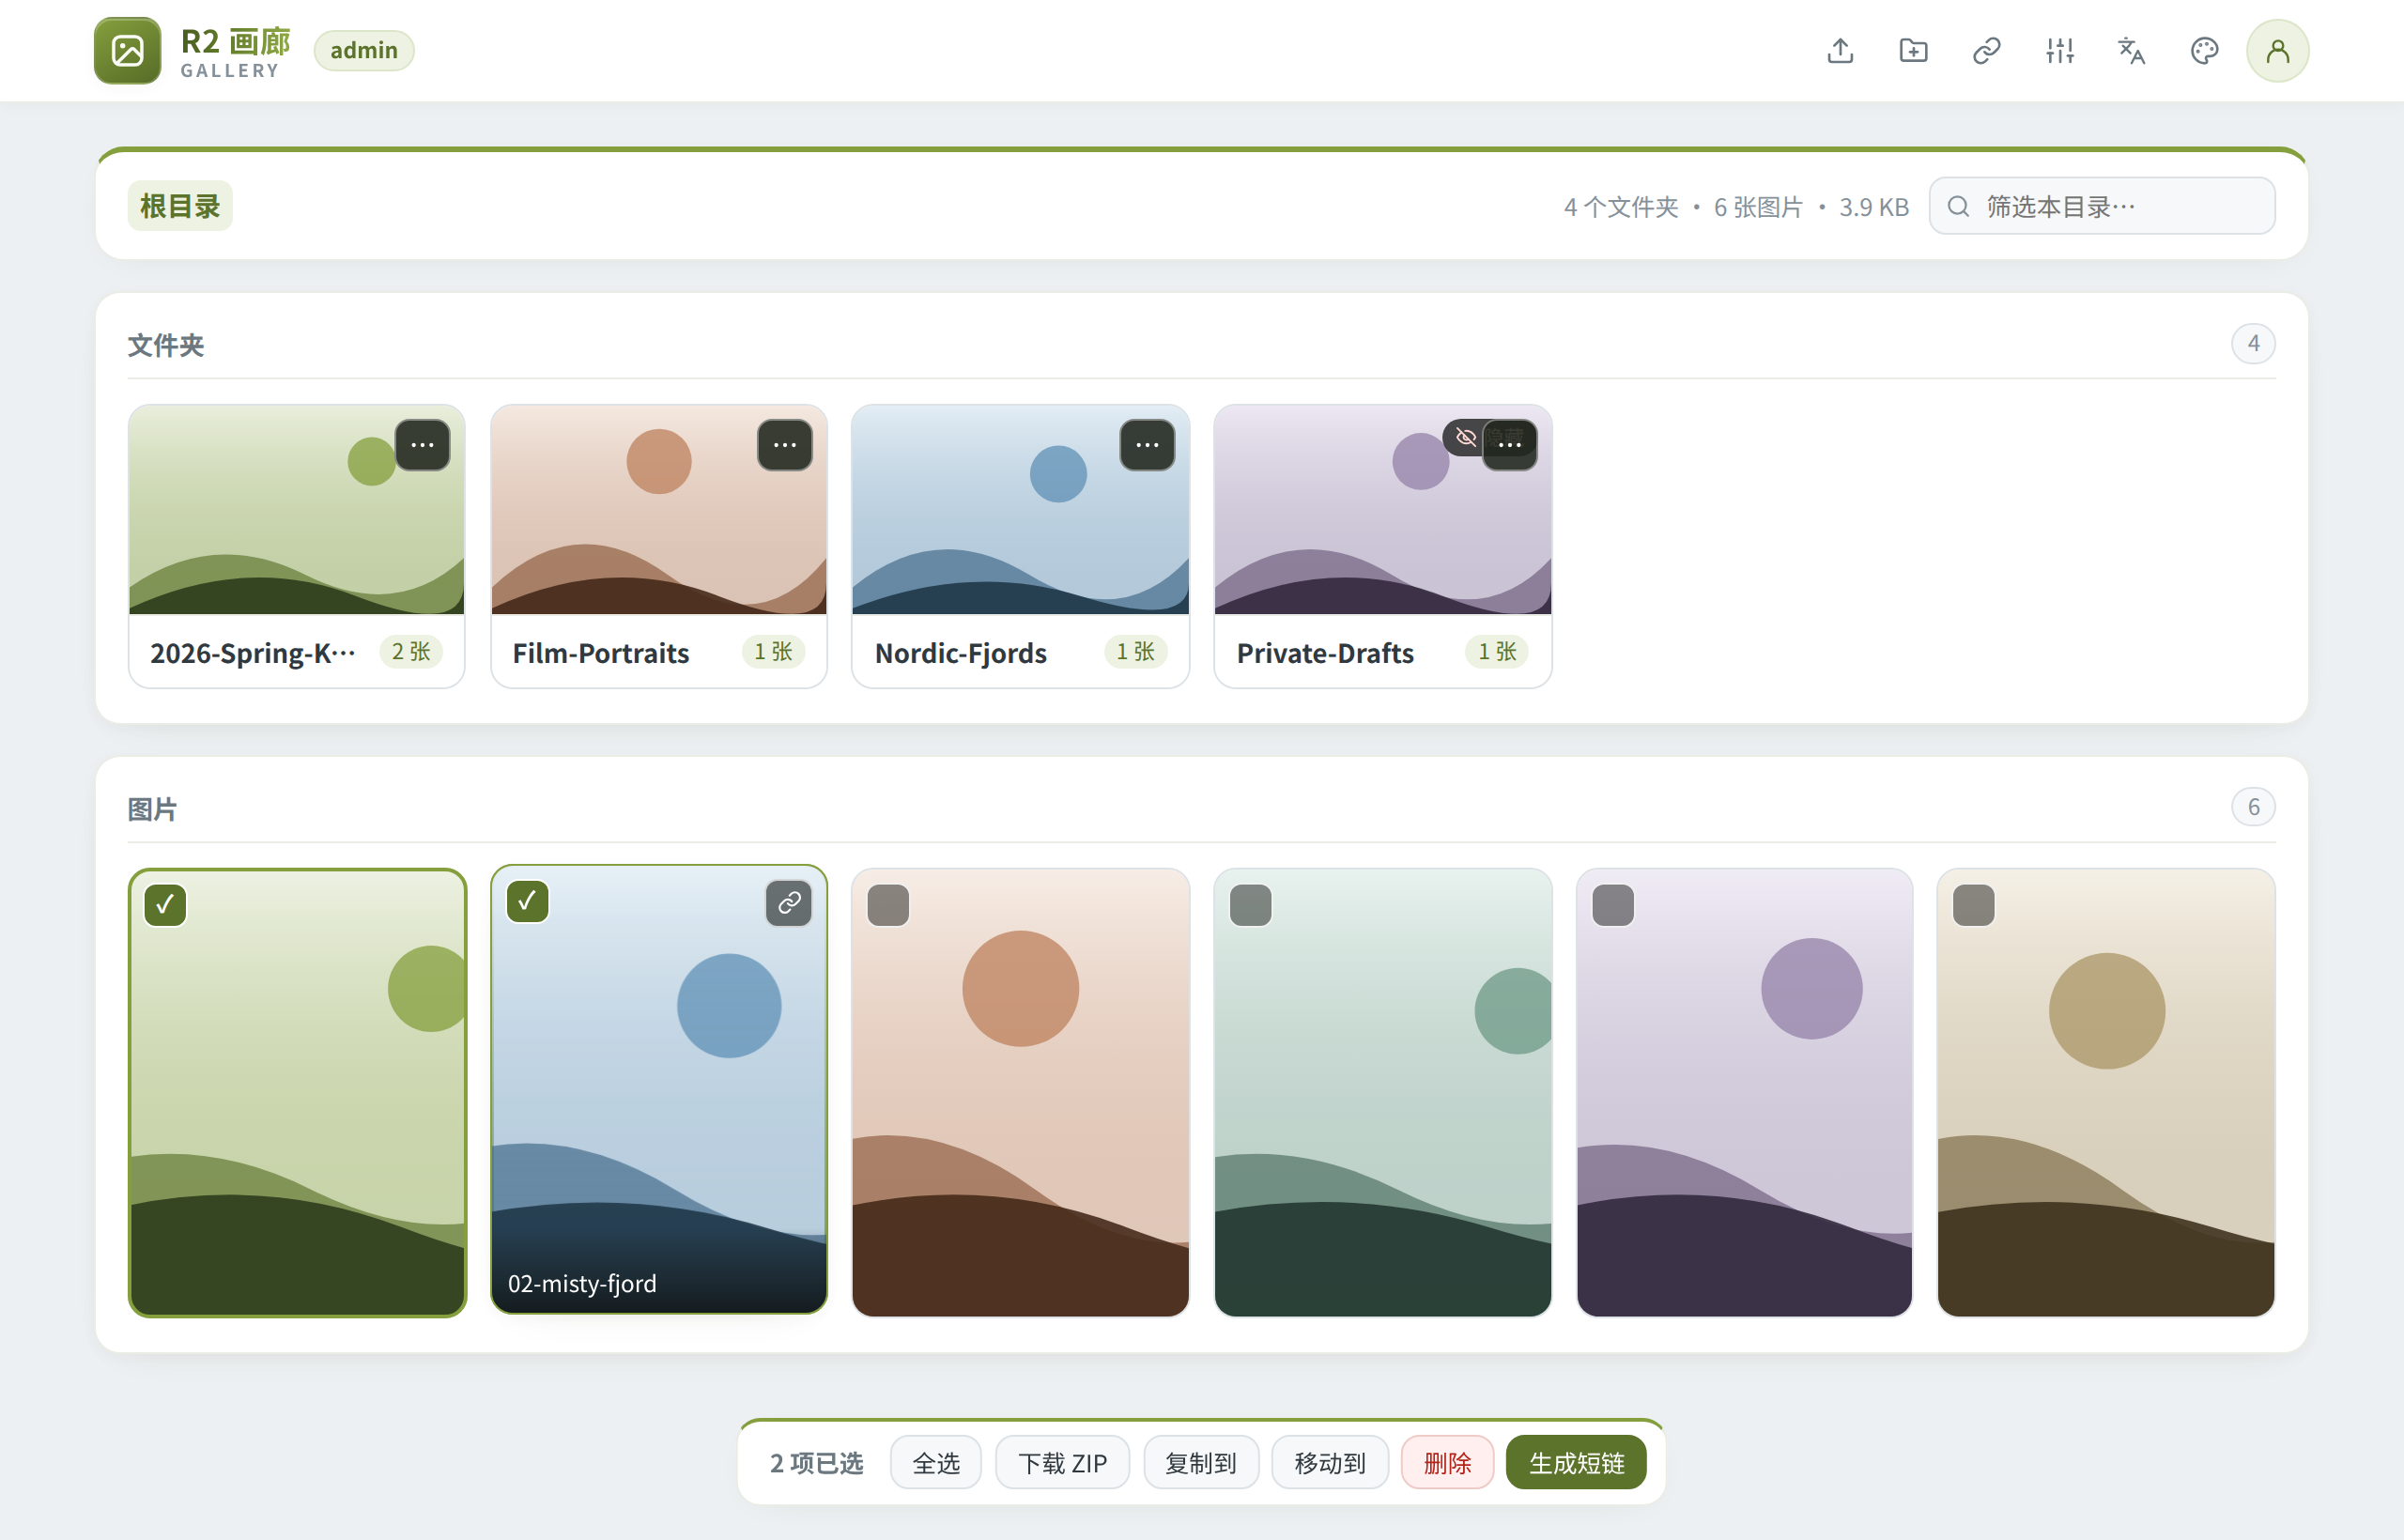 R2 画廊
GALLERY
admin
根目录
4 个文件夹 • 6 张图片 • 3.9 KB
筛选本目录⋯
文件夹
4
隐藏
2026-Spring-K⋯
2 张
Film-Portraits
1 张
Nordic-Fjords
1 张
Private-Drafts
1 张
图片
6
02-misty-fjord
2 项已选
全选
下载 ZIP
复制到
移动到
删除
生成短链